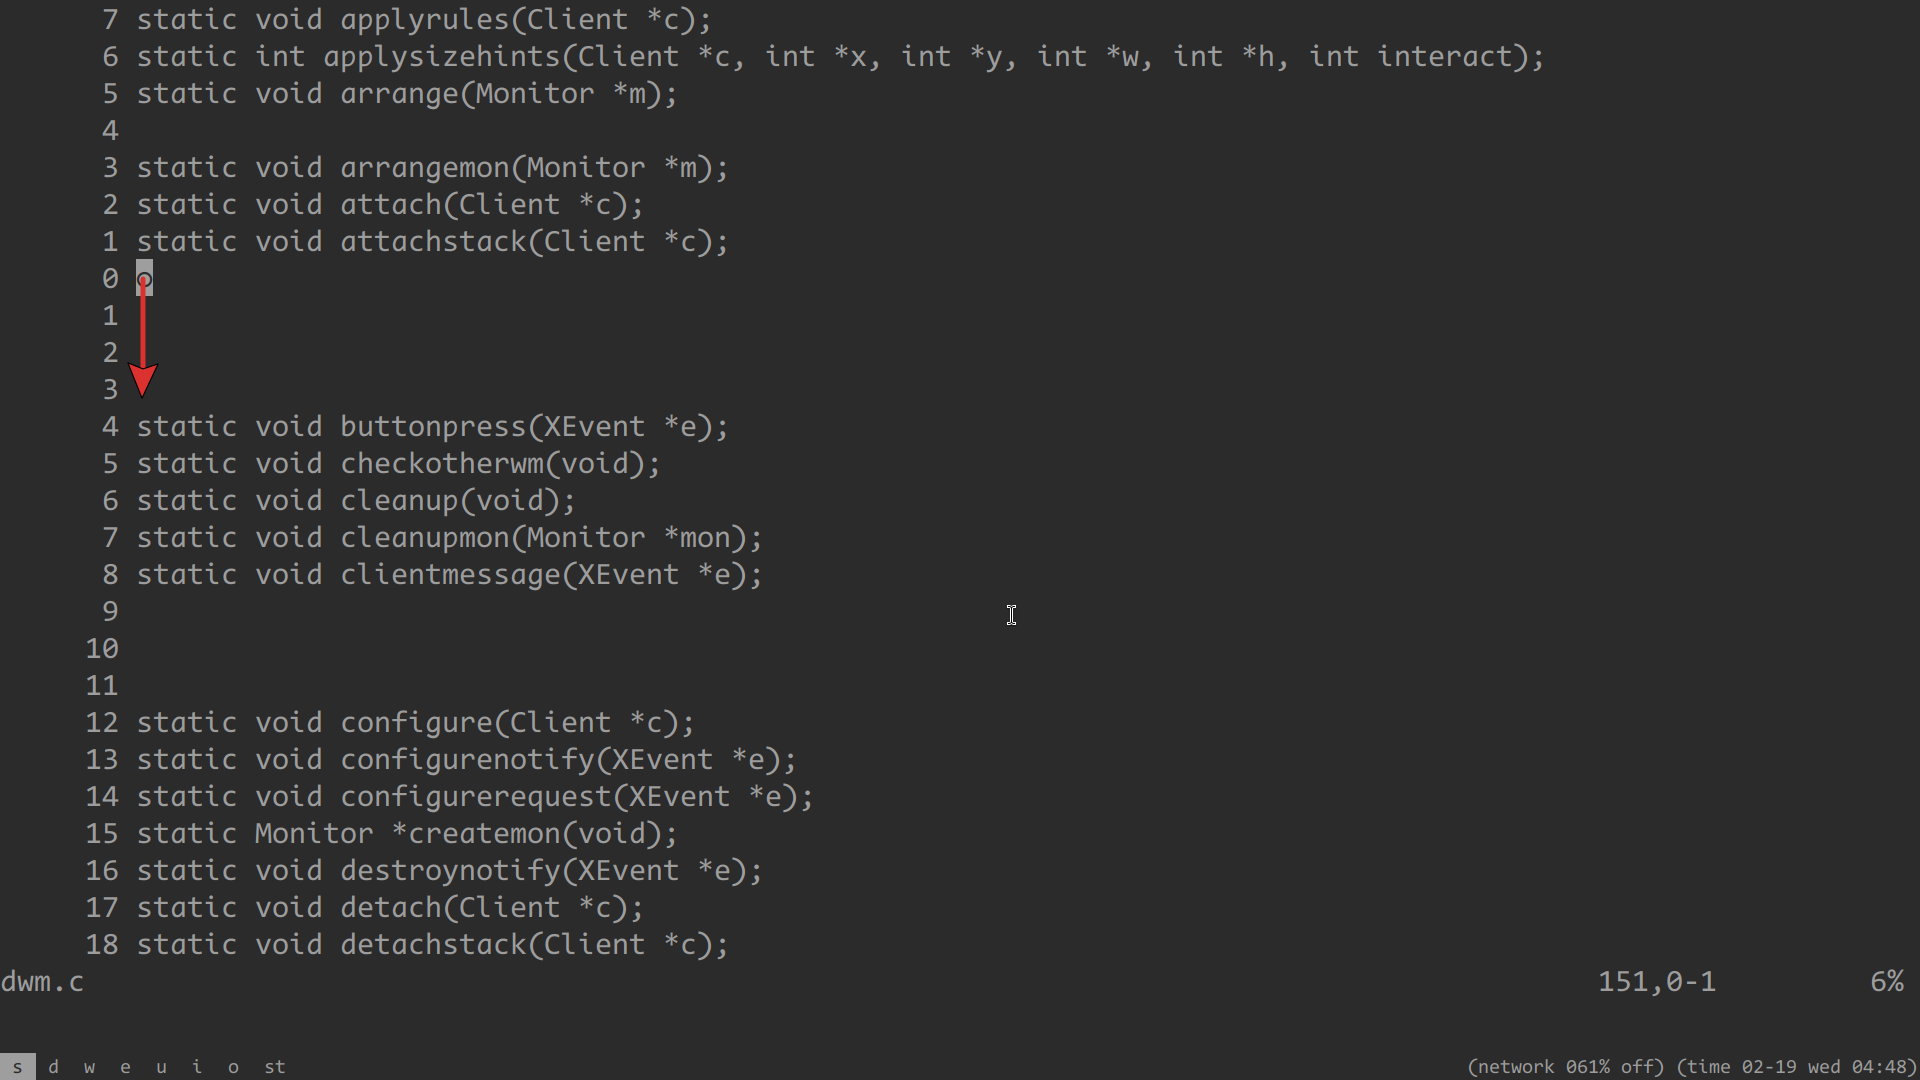 7 static void applyrules(Client *c);
6 static int applysizehints(Client *c, int *x, int *y, int *w, int *h, int interact);
5 static void arrange(Monitor *m);
4
3 static void arrangemon(Monitor *m);
2 static void attach(Client *c);
1 static void attachstack(Client *c);
0
1
2
3
4 static void buttonpress(XEvent *e);
5 static void checkotherwm(void);
6 static void cleanup(void);
7 static void cleanupmon(Monitor *mon);
8 static void clientmessage(XEvent *e);
9
10
11
12 static void configure(Client *c);
13 static void configurenotify(XEvent *e);
14 static void configurerequest(XEvent *e);
15 static Monitor *createmon(void);
16 static void destroynotify(XEvent *e);
17 static void detach(Client *c);
18 static void detachstack(Client *c);
dwm.c 151,0-1 6%
s d w e u i o st (network 061% off) (time 02-19 wed 04:48)